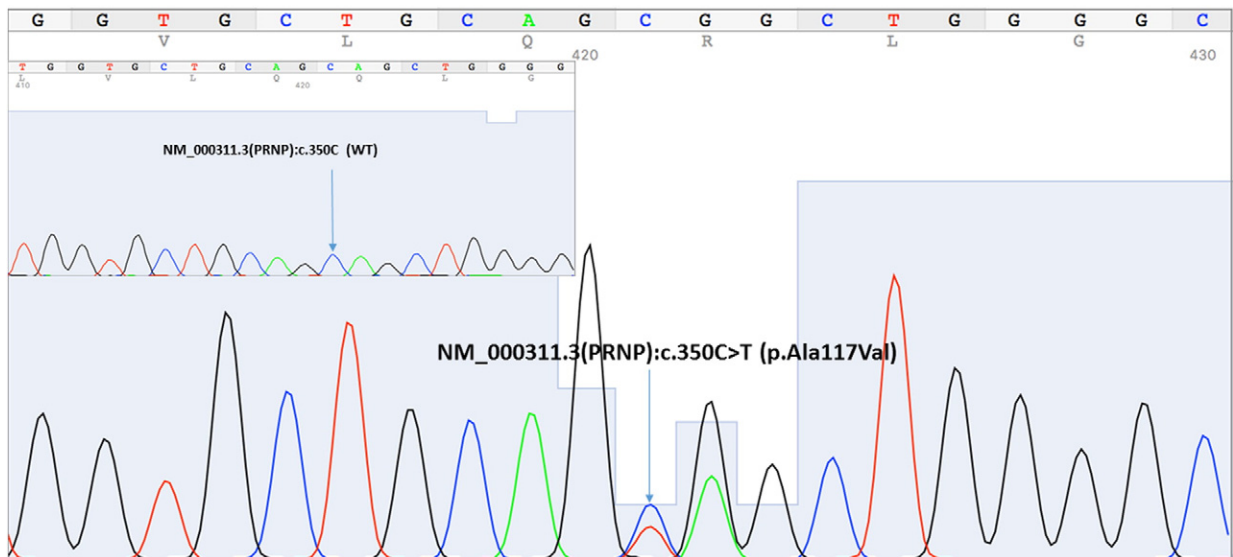 G G T G C T G C A G C G G C T G G G G C
V L Q R L G
420 430
T G G T G C T G C A G C A G C T G G G G
L V L Q Q L G
410 420
NM_000311.3(PRNP):c.350C (WT)
NM_000311.3(PRNP):c.350C>T (p.Ala117Val)